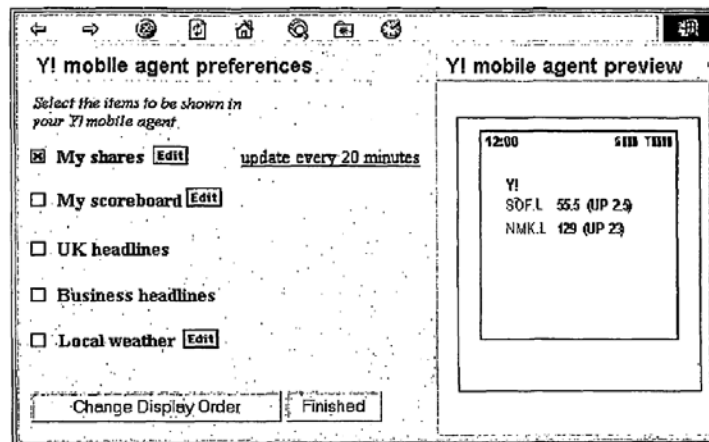 Y! mobile agent preferences
Select the items to be shown in
your Y! mobile agent
My shares Edit update every 20 minutes
My scoreboard Edit
UK headlines
Business headlines
Local weather Edit
Change Display Order Finished
Y! mobile agent preview
12:00
Y!
SOF.L 55.5 (UP 2.5)
NMK.L 129 (UP 23)